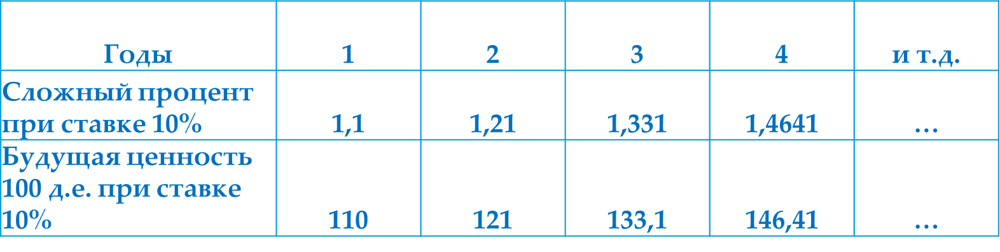 Годы 1 2 3 4 и т.д.
Сложный процент
при ставке 10% 1,1 1,21 1,331 1,4641 …
Будущая ценность
100 д.е. при ставке
10% 110 121 133,1 146,41 …